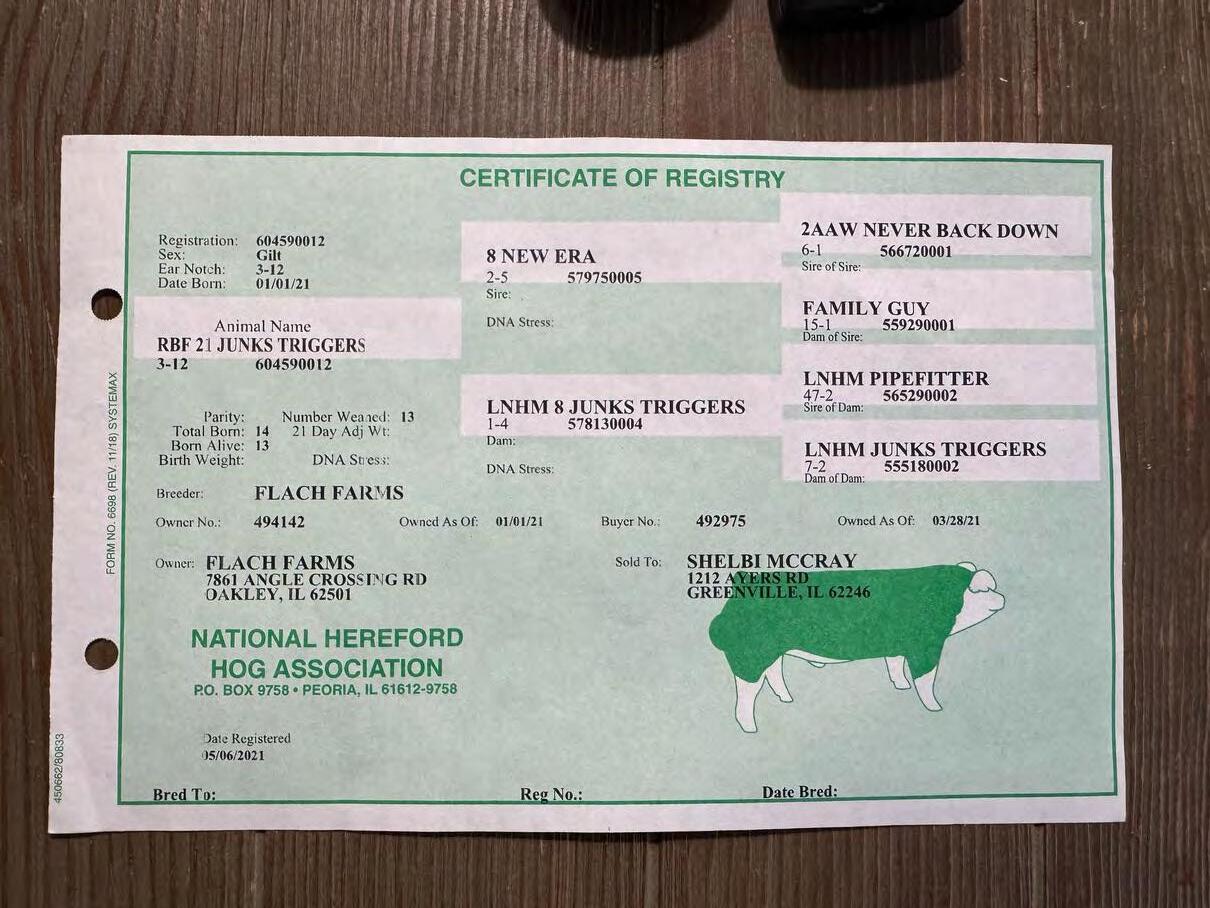 CERTIFICATE OF REGISTRY
Registration: 604590012
Sex: Gilt
Ear Notch: 3-12
Date Born: 01/01/21
Animal Name
RBF 21 JUNKS TRIGGERS
3-12 604590012
Parity: Number Weaned: 13
Total Born: 14 21 Day Adj Wt:
Born Alive: 13
Birth Weight: DNA Stress:
8 NEW ERA
2-5 579750005
Sire:
DNA Stress:
LNHM 8 JUNKS TRIGGERS
1-4 578130004
Dam:
DNA Stress:
2AAW NEVER BACK DOWN
6-1 566720001
Sire of Sire:
FAMILY GUY
15-1 559290001
Dam of Sire:
LNHM PIPEFITTER
47-2 565290002
Sire of Dam:
LNHM JUNKS TRIGGERS
7-2 555180002
Dam of Dam:
Breeder: FLACH FARMS
Owner No.: 494142 Owned As Of: 01/01/21 Buyer No.: 492975 Owned As Of: 03/28/21
Owner: FLACH FARMS
7861 ANGLE CROSSING RD
OAKLEY, IL 62501
Sold To: SHELBI MCCRAY
1212 AYERS RD
GREENVILLE, IL 62246
NATIONAL HEREFORD
HOG ASSOCIATION
P.O. BOX 9758 • PEORIA, IL 61612-9758
Date Registered
05/06/2021
Bred To: Reg No.: Date Bred:
FORM NO. 6698 (REV. 11/18) SYSTEMAX
450662/80833